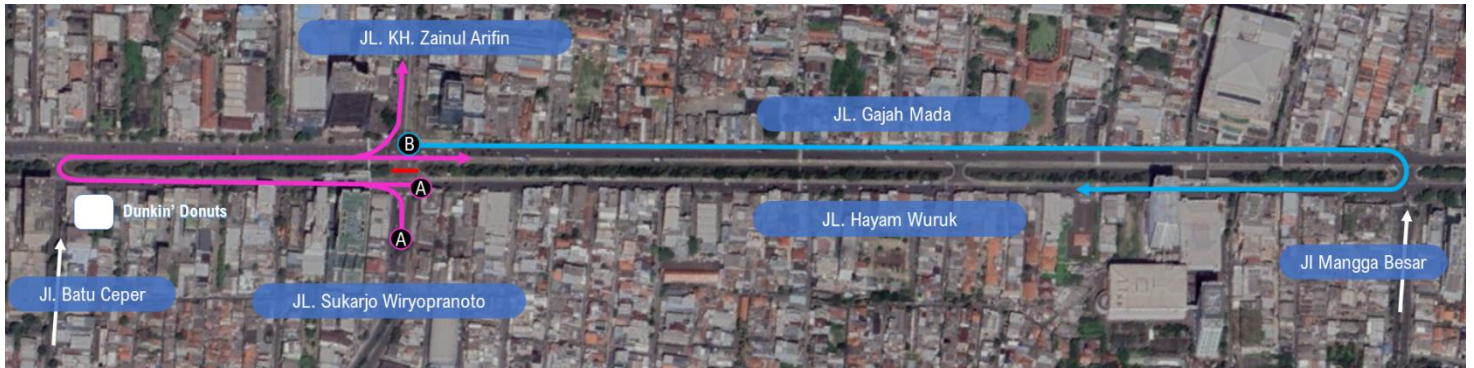 JL. KH. Zainul Arifin
JL. Gajah Mada
B
A
Dunkin' Donuts
JL. Hayam Wuruk
A
Jl Mangga Besar
Jl. Batu Ceper
JL. Sukarjo Wiryopranoto